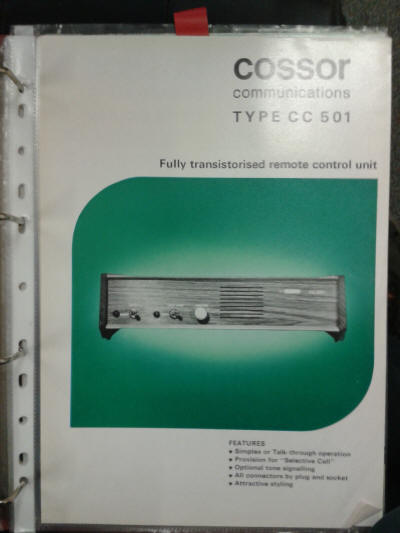 cossor
communications
TYPE CC 501
Fully transistorised remote control unit
FEATURES
Simplex or Talk-through operation
Provision for "Selective Call"
Optional tone signalling
All connectors by plug and socket
Attractive styling